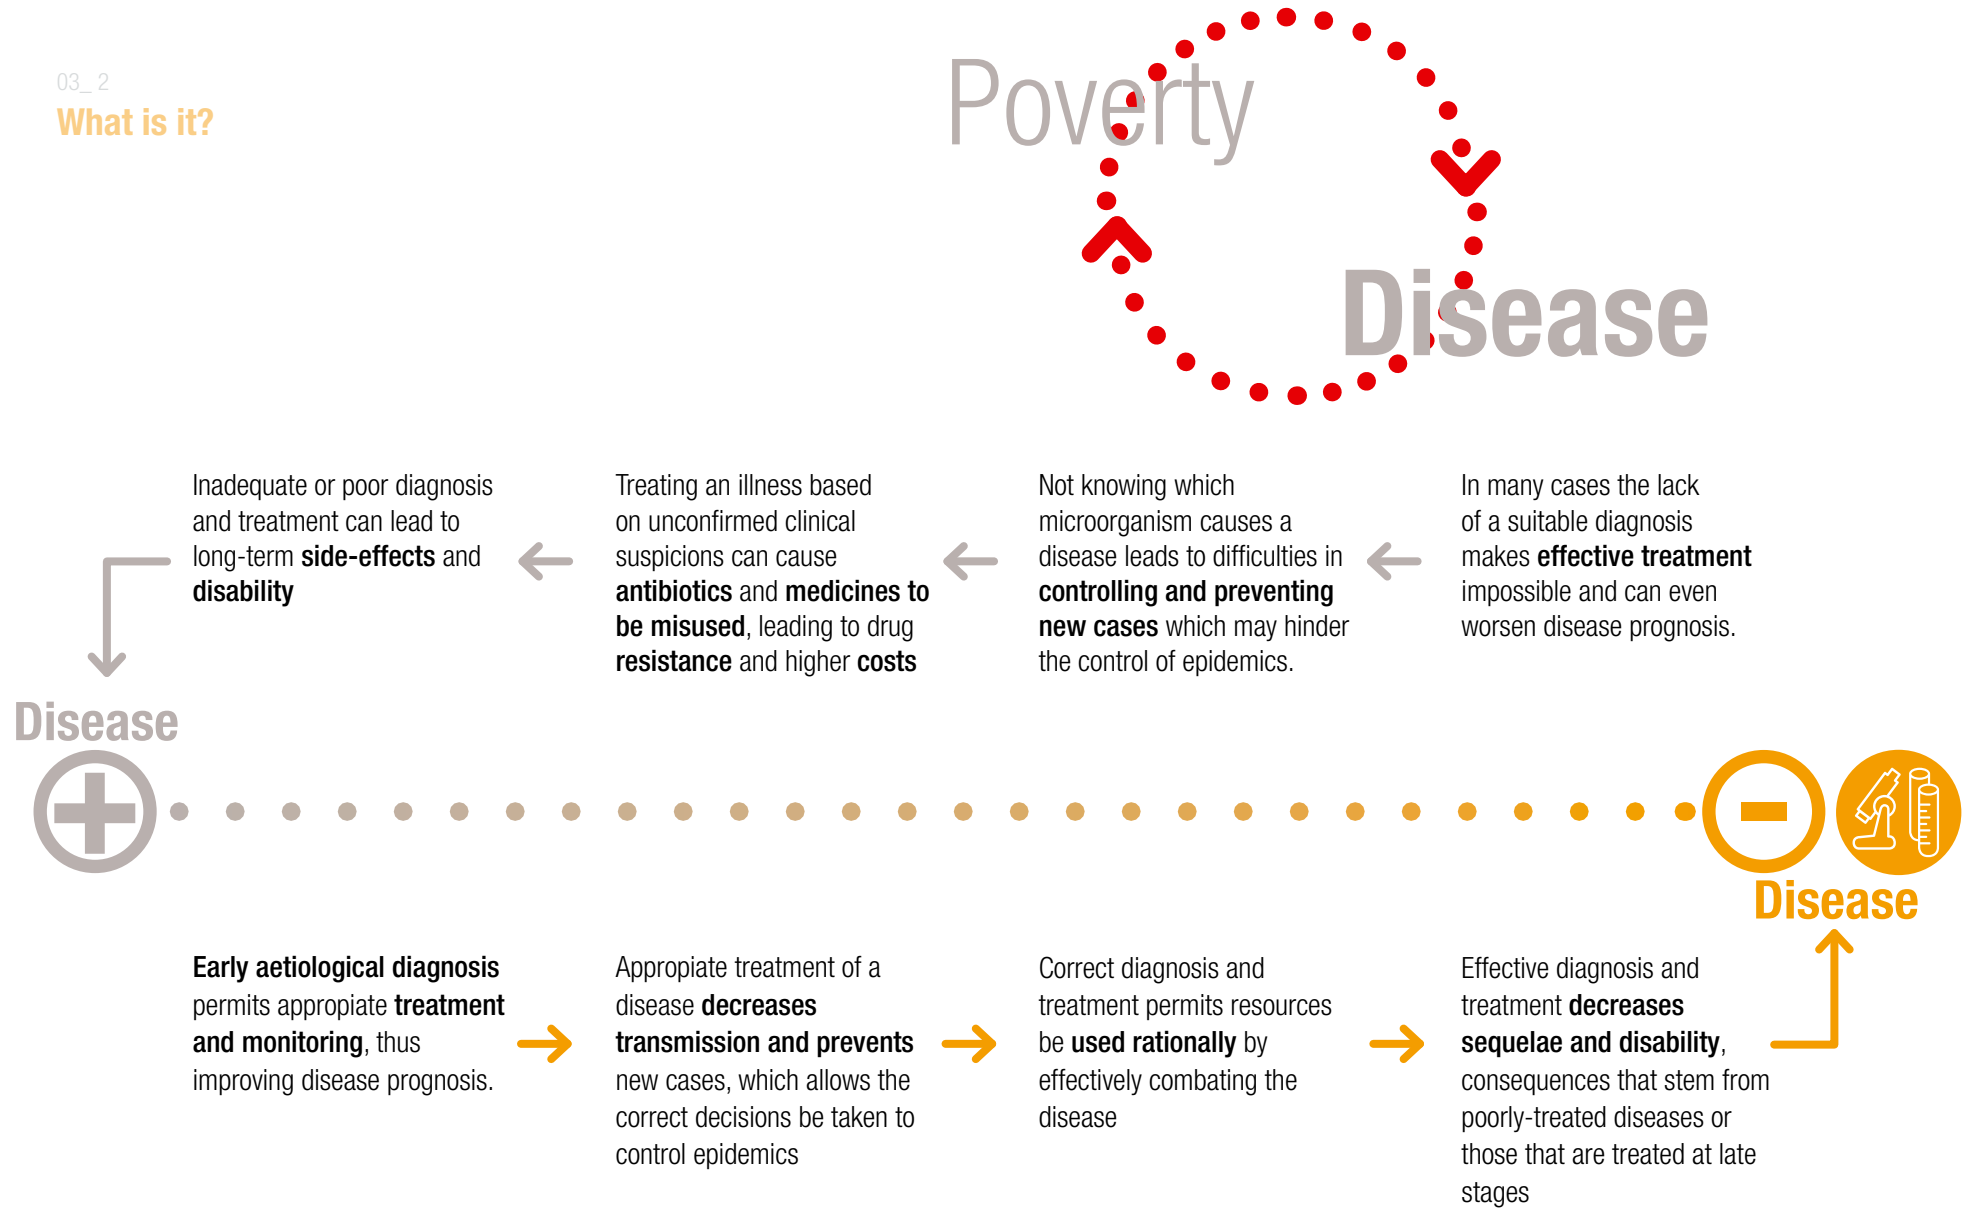 03_ 2
What is it?
Poverty
Disease
Inadequate or poor diagnosis
and treatment can lead to
long-term side-effects and
disability
Treating an illness based
on unconfirmed clinical
suspicions can cause
antibiotics and medicines to
be misused, leading to drug
resistance and higher costs
Not knowing which
microorganism causes a
disease leads to difficulties in
controlling and preventing
new cases which may hinder
the control of epidemics.
In many cases the lack
of a suitable diagnosis
makes effective treatment
impossible and can even
worsen disease prognosis.
Disease
Disease
Early aetiological diagnosis
permits appropiate treatment
and monitoring, thus
improving disease prognosis.
Appropiate treatment of a
disease decreases
transmission and prevents
new cases, which allows the
correct decisions be taken to
control epidemics
Correct diagnosis and
treatment permits resources
be used rationally by
effectively combating the
disease
Effective diagnosis and
treatment decreases
sequelae and disability,
consequences that stem from
poorly-treated diseases or
those that are treated at late
stages